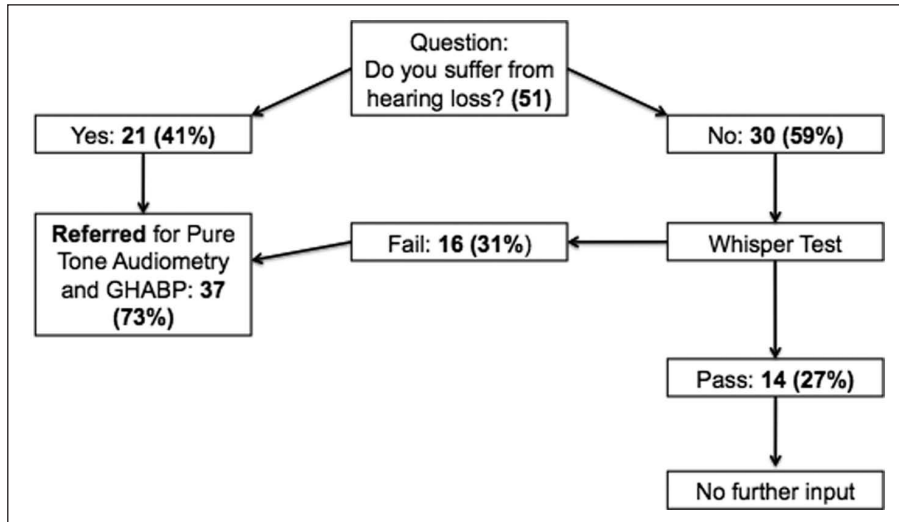 Question:
Do you suffer from
hearing loss? (51)
Yes: 21 (41%)
No: 30 (59%)
Referred for Pure
Tone Audiometry
and GHABP: 37
(73%)
Fail: 16 (31%)
Whisper Test
Pass: 14 (27%)
No further input